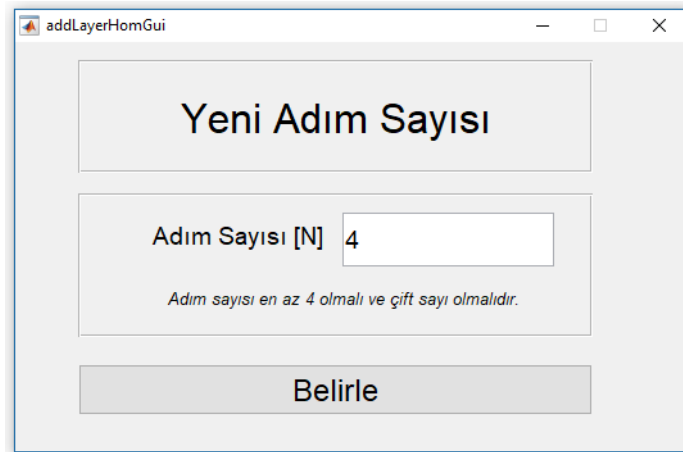 addLayerHomGui
Yeni Adım Sayısı
Adım Sayısı [N] 4
Adım sayısı en az 4 olmalı ve çift sayı olmalıdır.
Belirle